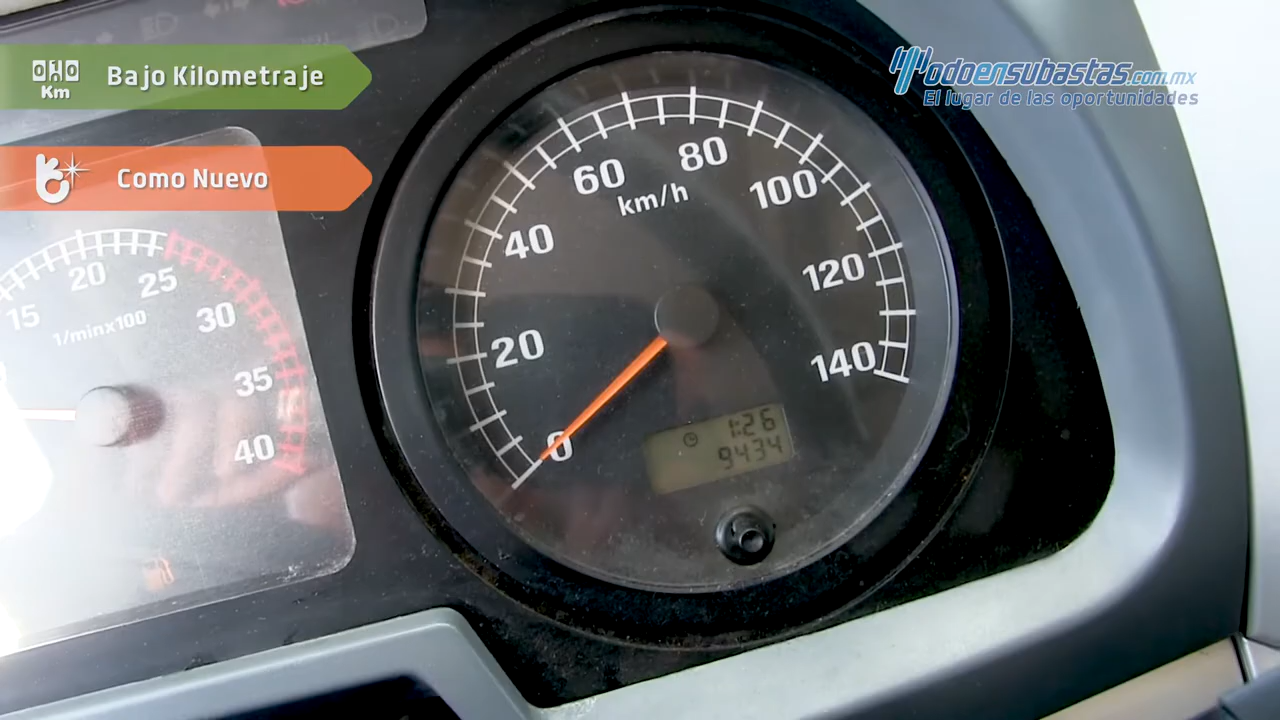 0H0
Km
Bajo Kilometraje
Como Nuevo
Todoensubastas.com.mx
El lugar de las oportunidades
15
20
25
30
35
40
1/minx100
0
20
40
60
80
100
120
140
km/h
1:26
9434